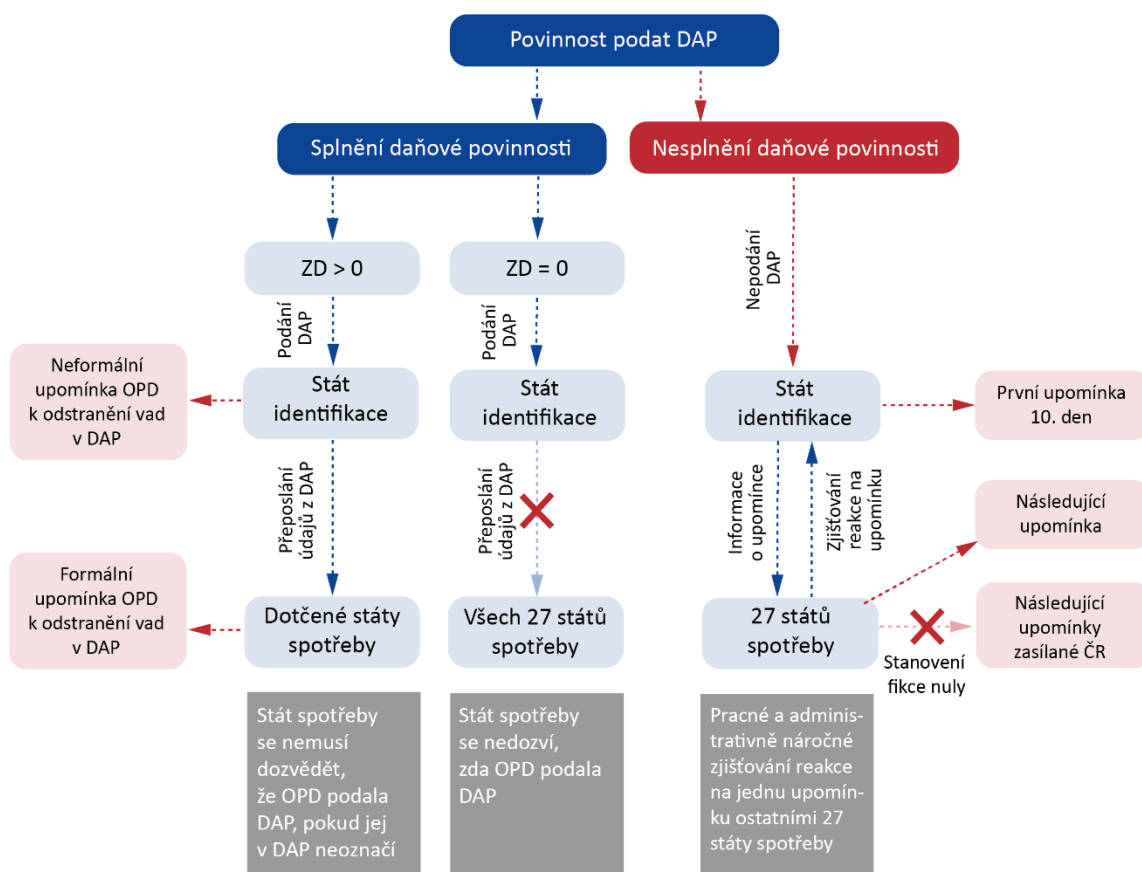 Povinnost podat DAP
Splnění daňové povinnosti
Nesplnění daňové povinnosti
ZD > 0
ZD = 0
Nepodání
DAP
Podání
DAP
Podání
DAP
Neformální
upomínka OPD
k odstranění vad
v DAP
Stát
identifikace
Stát
identifikace
Stát
identifikace
První upomínka
10. den
Přeposlání
údajů z DAP
Přeposlání
údajů z DAP
Informace
o upomínce
Zjišťování
reakce na
upomínku
Následující
upomínka
Formální
upomínka OPD
k odstranění vad
v DAP
Dotčené státy
spotřeby
Všech 27 států
spotřeby
27 států
spotřeby
Stanovení
fikce nuly
Následující
upomínky
zasílané ČR
Stát spotřeby
se nemusí
dozvědět,
že OPD podala
DAP, pokud jej
v DAP neoznačí
Stát spotřeby
se nedozví,
zda OPD podala
DAP
Pracné a adminis-
trativně náročné
zjišťování reakce
na jednu upomín-
ku ostatními 27
státy spotřeby